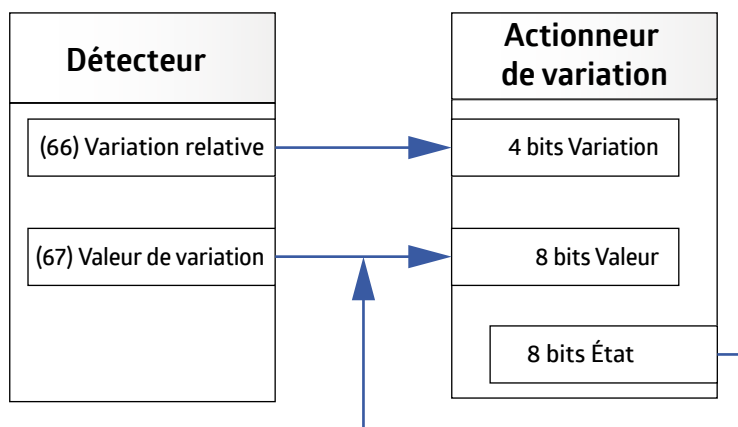 Détecteur
Actionneur
de variation
(66) Variation relative
4 bits Variation
(67) Valeur de variation
8 bits Valeur
8 bits État